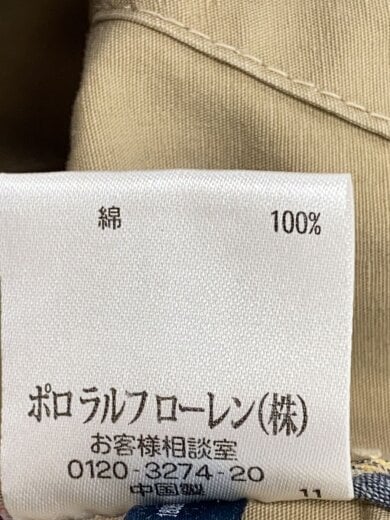 綿 100%
ポロ ラルフ ローレン(株)
お客様相談室
0120-3274-20
中国製
11